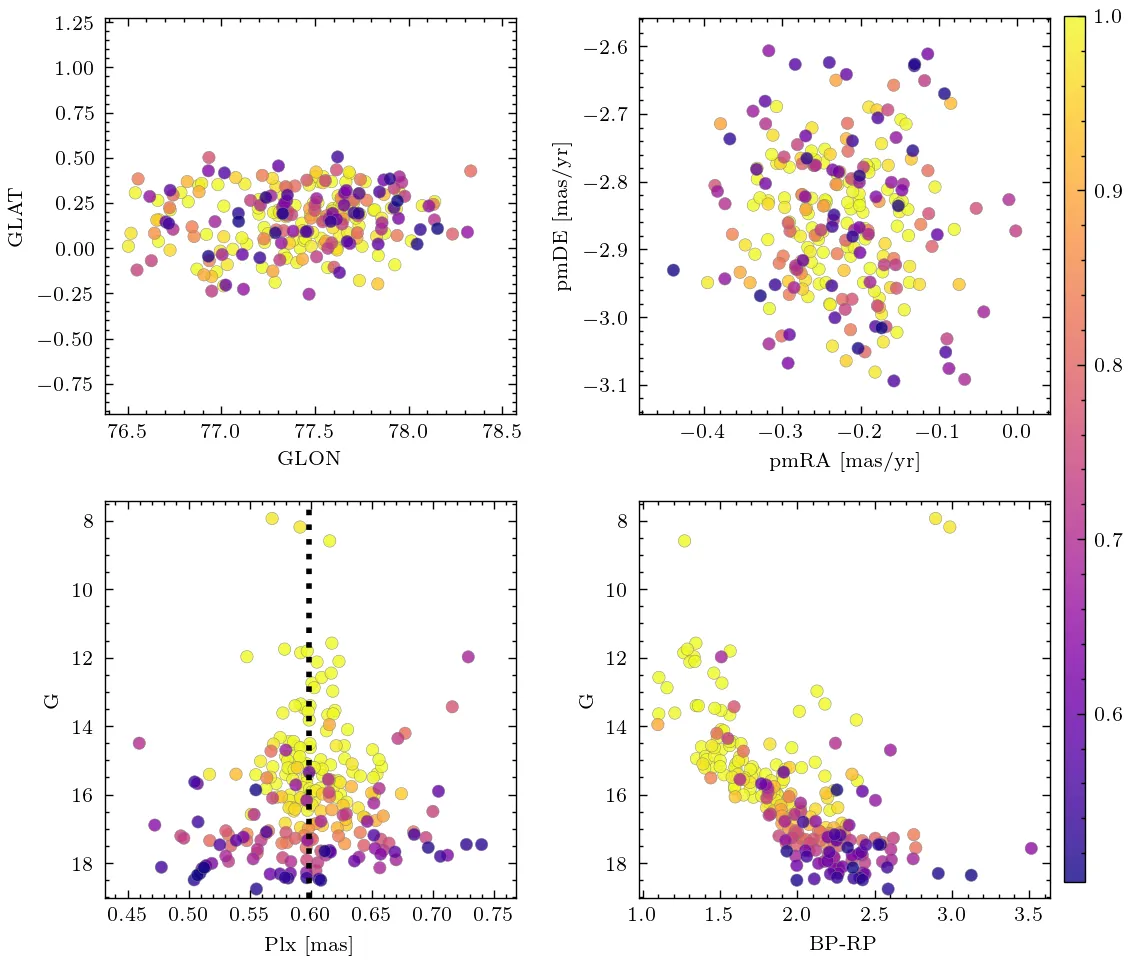 1.25
1.00
0.75
0.50
0.25
0.00
−0.25
−0.50
−0.75
GLAT
76.5 77.0 77.5 78.0 78.5
GLON
−2.6
−2.7
−2.8
−2.9
−3.0
−3.1
pmDE [mas/yr]
−0.4 −0.3 −0.2 −0.1 0.0
pmRA [mas/yr]
1.0
0.9
0.8
0.7
0.6
8
10
12
14
16
18
G
0.45 0.50 0.55 0.60 0.65 0.70 0.75
Plx [mas]
8
10
12
14
16
18
G
1.0 1.5 2.0 2.5 3.0 3.5
BP-RP